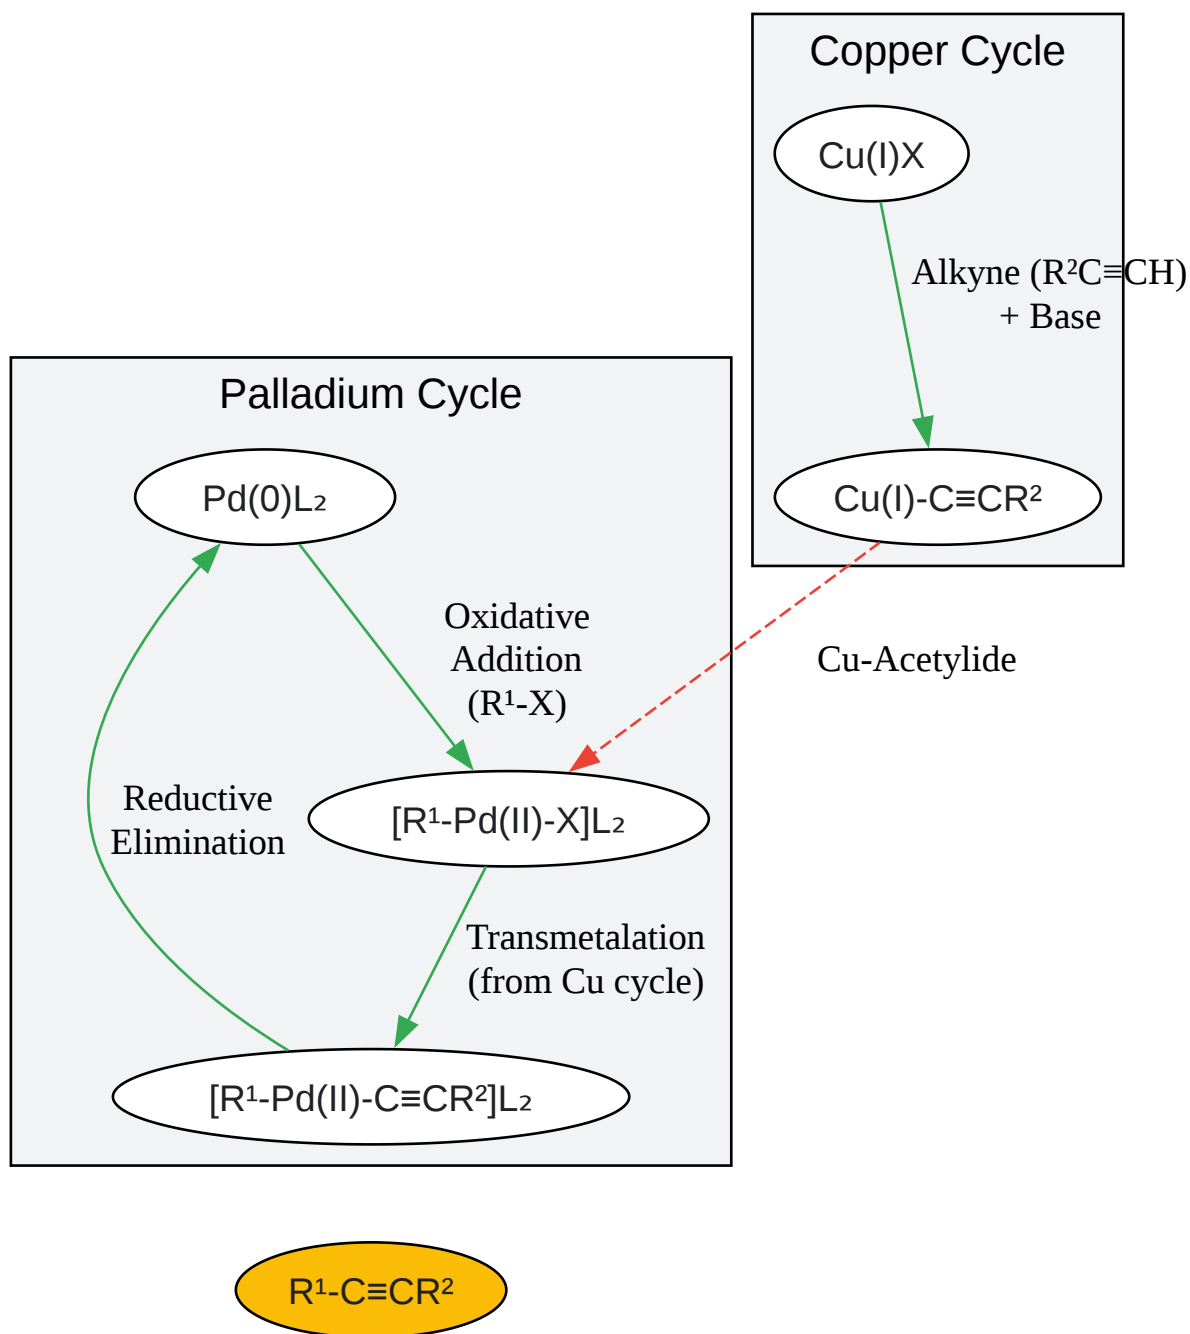 Copper Cycle
Cu(I)X
Alkyne (R²C≡CH)
+ Base
Cu(I)-C≡CR²
Cu-Acetylide
Palladium Cycle
Pd(0)L₂
Oxidative
Addition
(R¹-X)
[R¹-Pd(II)-X]L₂
Reductive
Elimination
Transmetalation
(from Cu cycle)
[R¹-Pd(II)-C≡CR²]L₂
R¹-C≡CR²